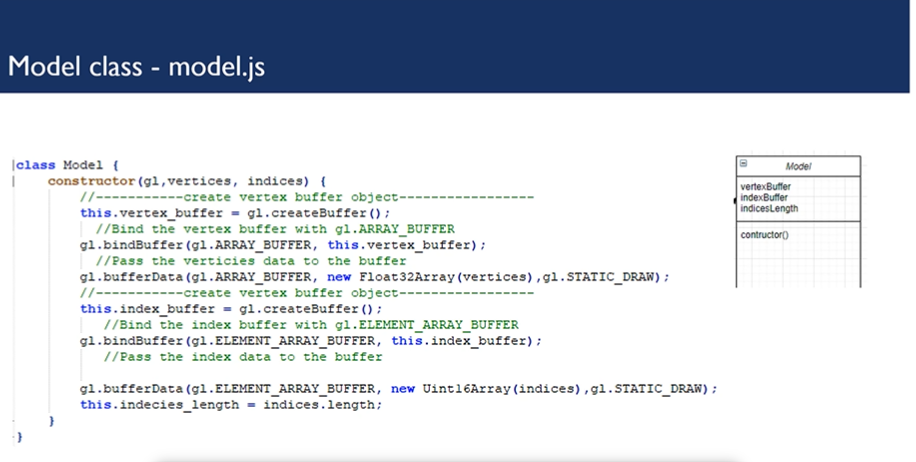 Model class - model.js
class Model {
constructor(gl,vertices, indices) {
//-----------create vertex buffer object-----------------
this.vertex_buffer = gl.createBuffer();
//Bind the vertex buffer with gl.ARRAY_BUFFER
gl.bindBuffer(gl.ARRAY_BUFFER, this.vertex_buffer);
//Pass the verticies data to the buffer
gl.bufferData(gl.ARRAY_BUFFER, new Float32Array(vertices),gl.STATIC_DRAW);
//-----------create vertex buffer object-----------------
this.index_buffer = gl.createBuffer();
//Bind the index buffer with gl.ELEMENT_ARRAY_BUFFER
gl.bindBuffer(gl.ELEMENT_ARRAY_BUFFER, this.index_buffer);
//Pass the index data to the buffer
gl.bufferData(gl.ELEMENT_ARRAY_BUFFER, new Uint16Array(indices),gl.STATIC_DRAW);
this.indecies_length = indices.length;
}
}
Model
vertexBuffer
indexBuffer
indicesLength
contructor()